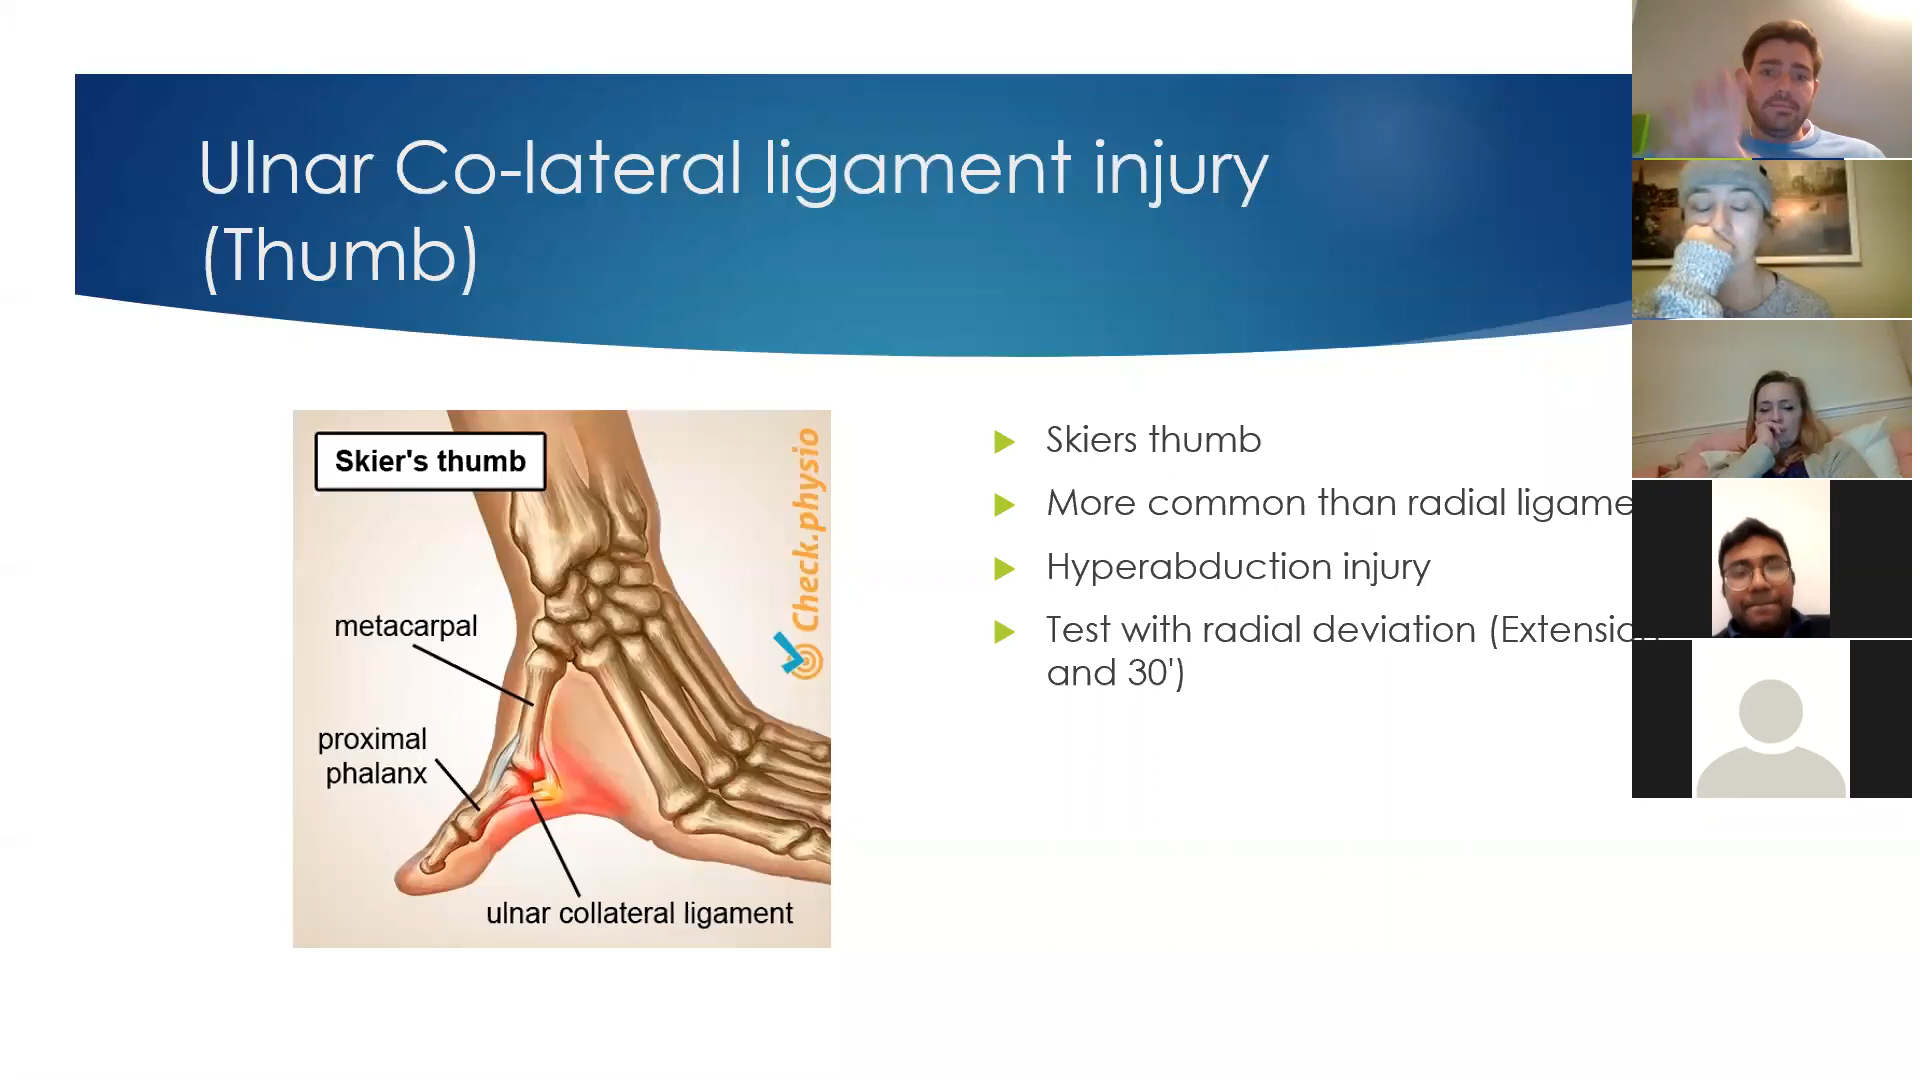 Ulnar Co-lateral ligament injury
(Thumb)
Skier's thumb
Check.physio
metacarpal
proximal
phalanx
ulnar collateral ligament
Skiers thumb
More common than radial
Hyperabduction injury
Test with radial deviation (Extension
and 30')